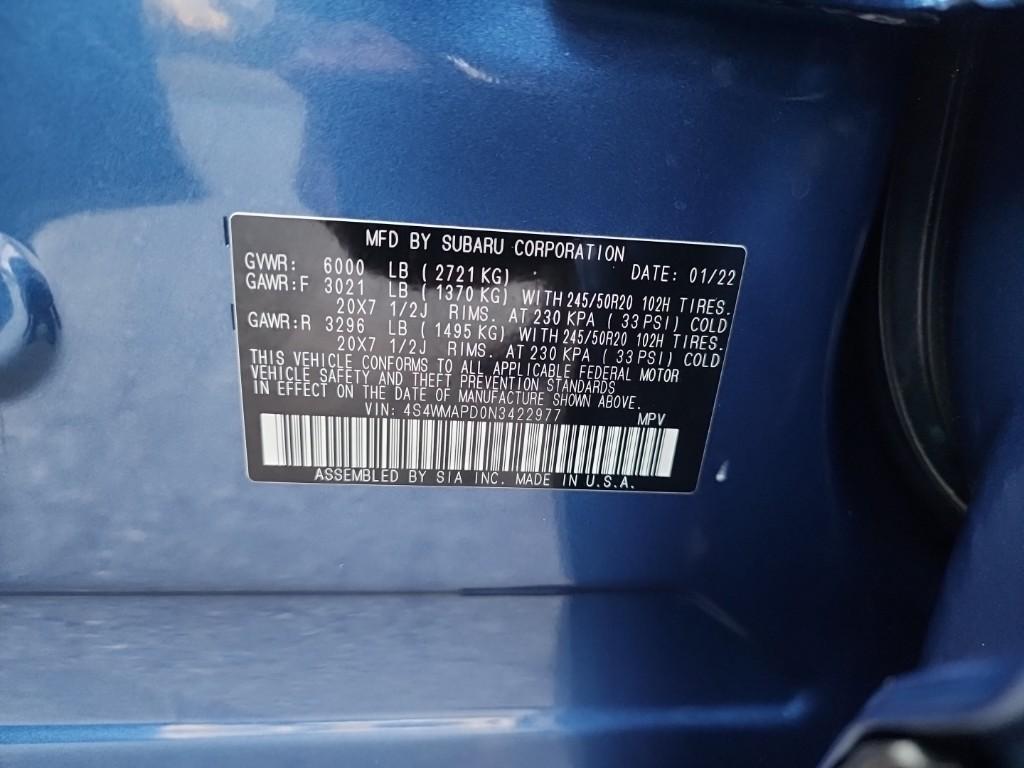 MFD BY SUBARU CORPORATION
GVWR: 6000 LB ( 2721 KG) DATE: 01/22
GAWR:F 3021 LB ( 1370 KG) WITH 245/50R20 102H TIRES.
20X7 1/2J RIMS. AT 230 KPA ( 33 PSI) COLD
GAWR:R 3296 LB ( 1495 KG) WITH 245/50R20 102H TIRES.
20X7 1/2J RIMS. AT 230 KPA ( 33 PSI) COLD
THIS VEHICLE CONFORMS TO ALL APPLICABLE FEDERAL MOTOR
VEHICLE SAFETY AND THEFT PREVENTION STANDARDS
IN EFFECT ON THE DATE OF MANUFACTURE SHOWN ABOVE.
VIN: 4S4WMAPD0N3422977 MPV
ASSEMBLED BY SIA INC. MADE IN U.S.A.